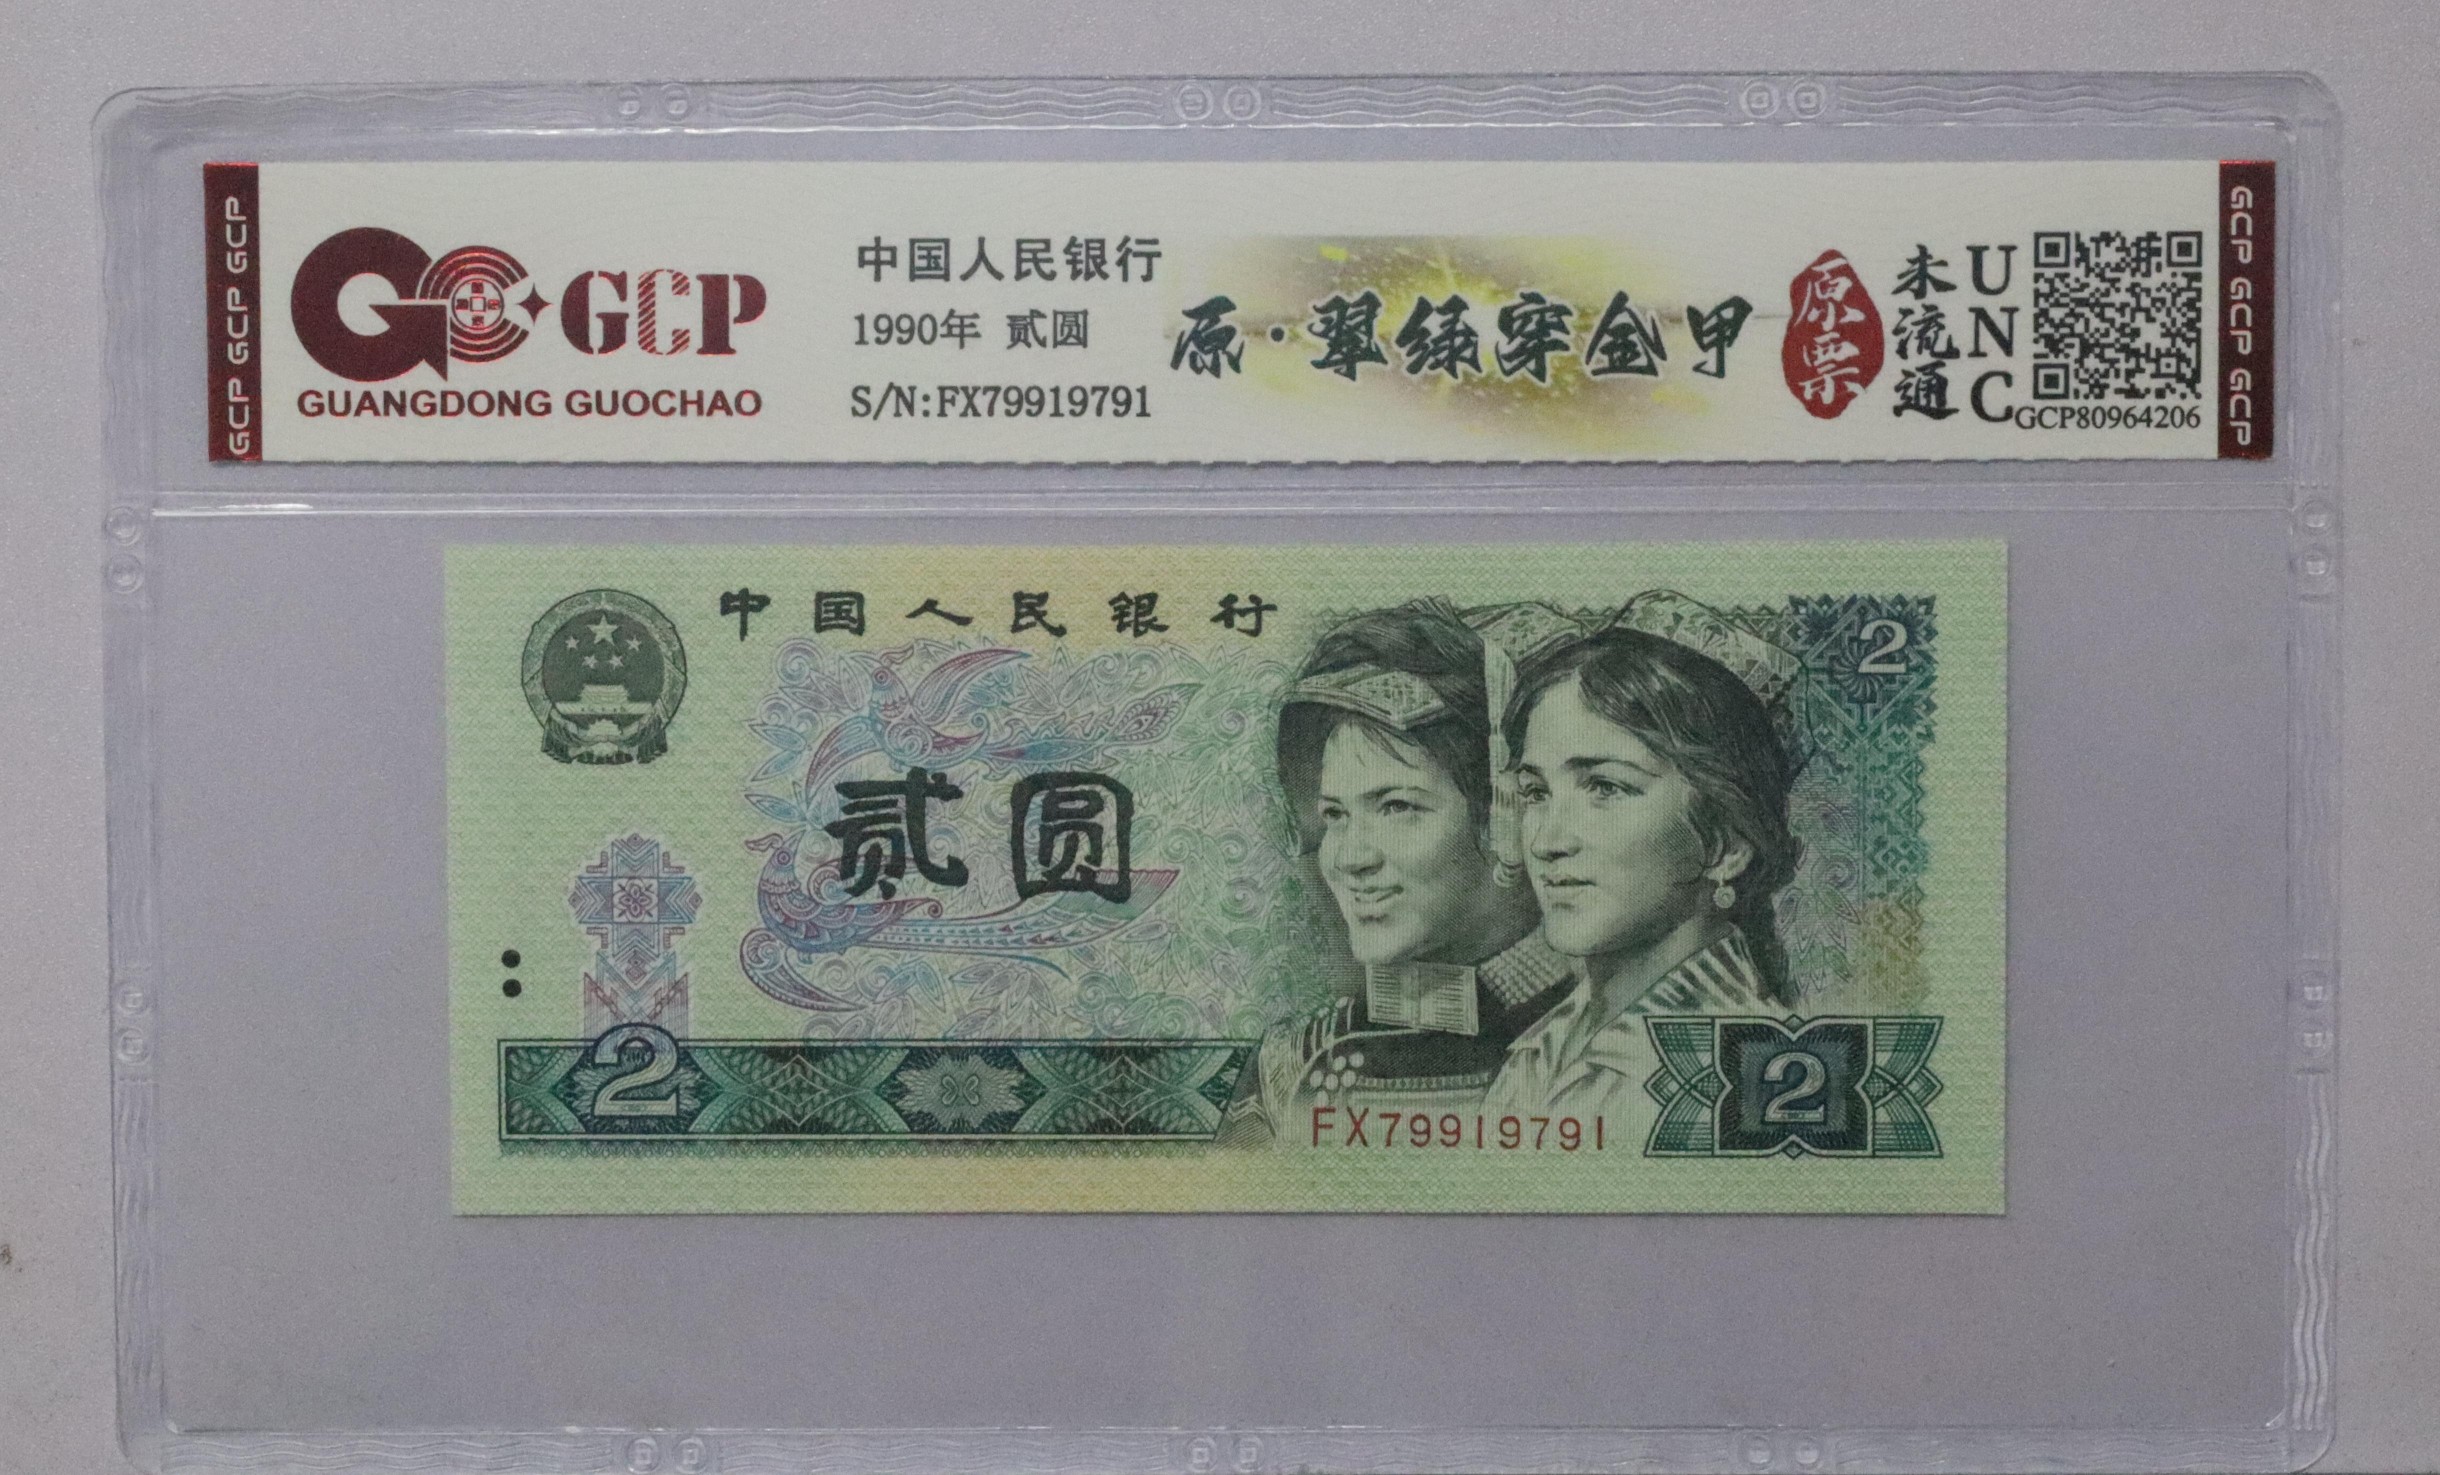 GCP GCP GCP
GCP
GUANGDONG GUOCHAO
中国人民银行
1990年 贰圆
S/N:FX79919791
原·翠绿穿金甲
原票
未流通
UNC
GCP80964206
GCP GCP GCP
中国人民银行
2
贰圆
2
FX79919791
2